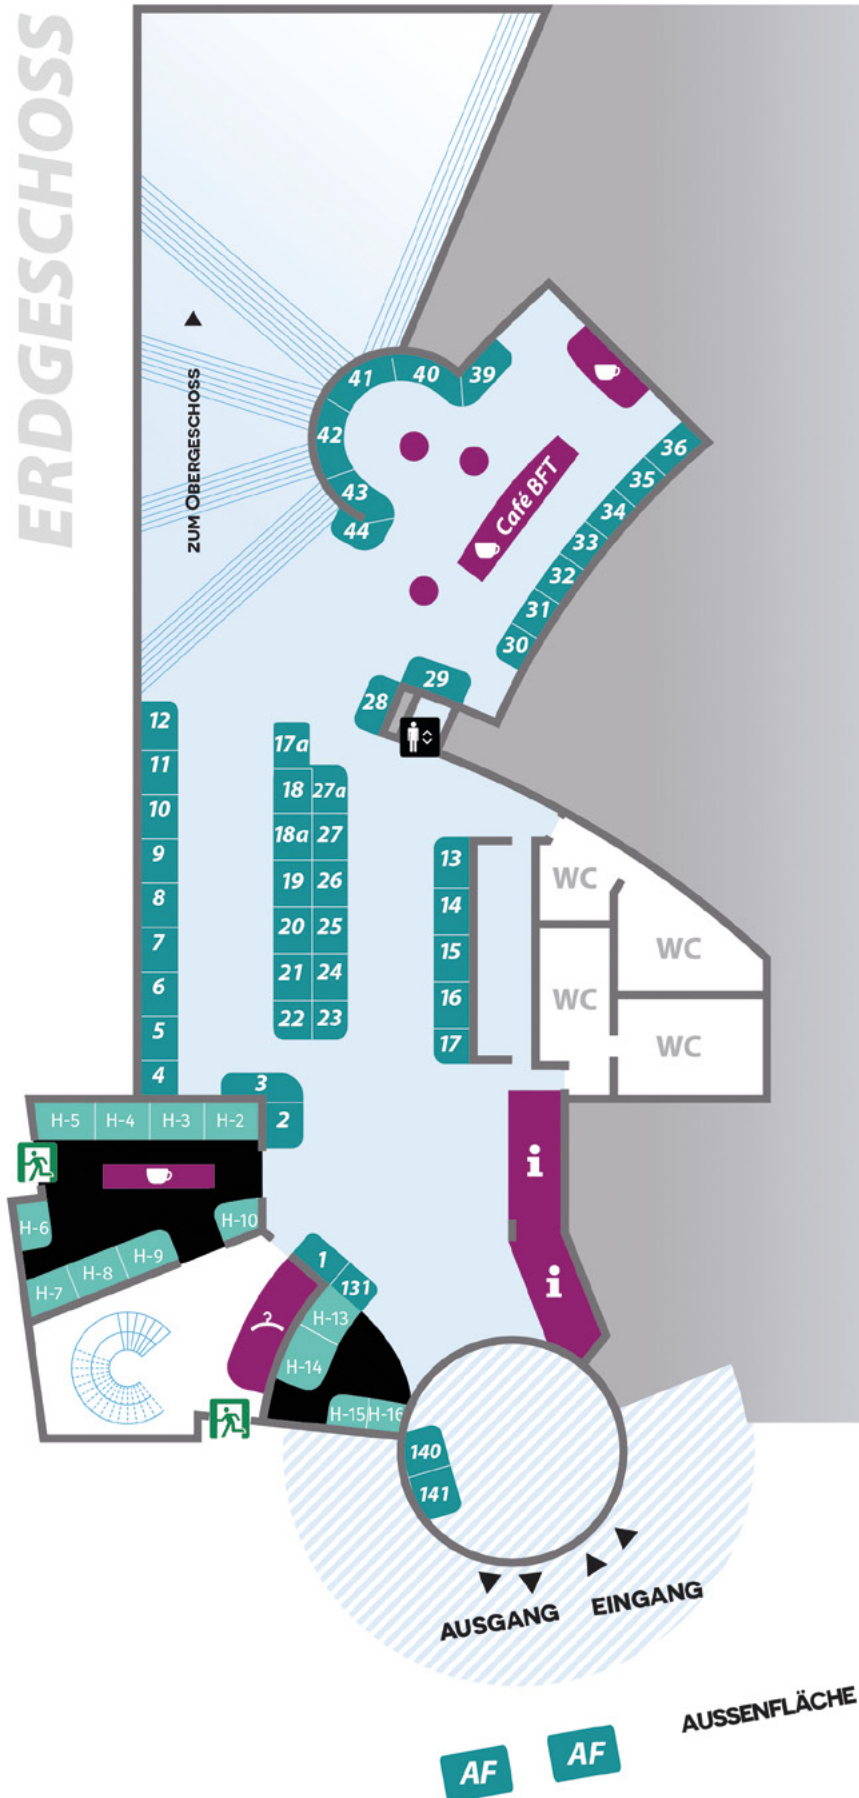 ERDGESCHOSS
ZUM OBERGESCHOSS
41
40
39
42
43
44
Café BFT
36
35
34
33
32
31
30
29
28
12
11
10
9
8
7
6
5
4
17a
18
27a
18a
27
19
26
20
25
21
24
22
23
13
14
15
16
17
WC
WC
WC
WC
3
2
H-5
H-4
H-3
H-2
H-6
H-7
H-8
H-9
H-10
i
i
1
131
H-13
H-14
H-15
H-16
140
141
AUSGANG
EINGANG
AUSSENFLÄCHE
AF
AF